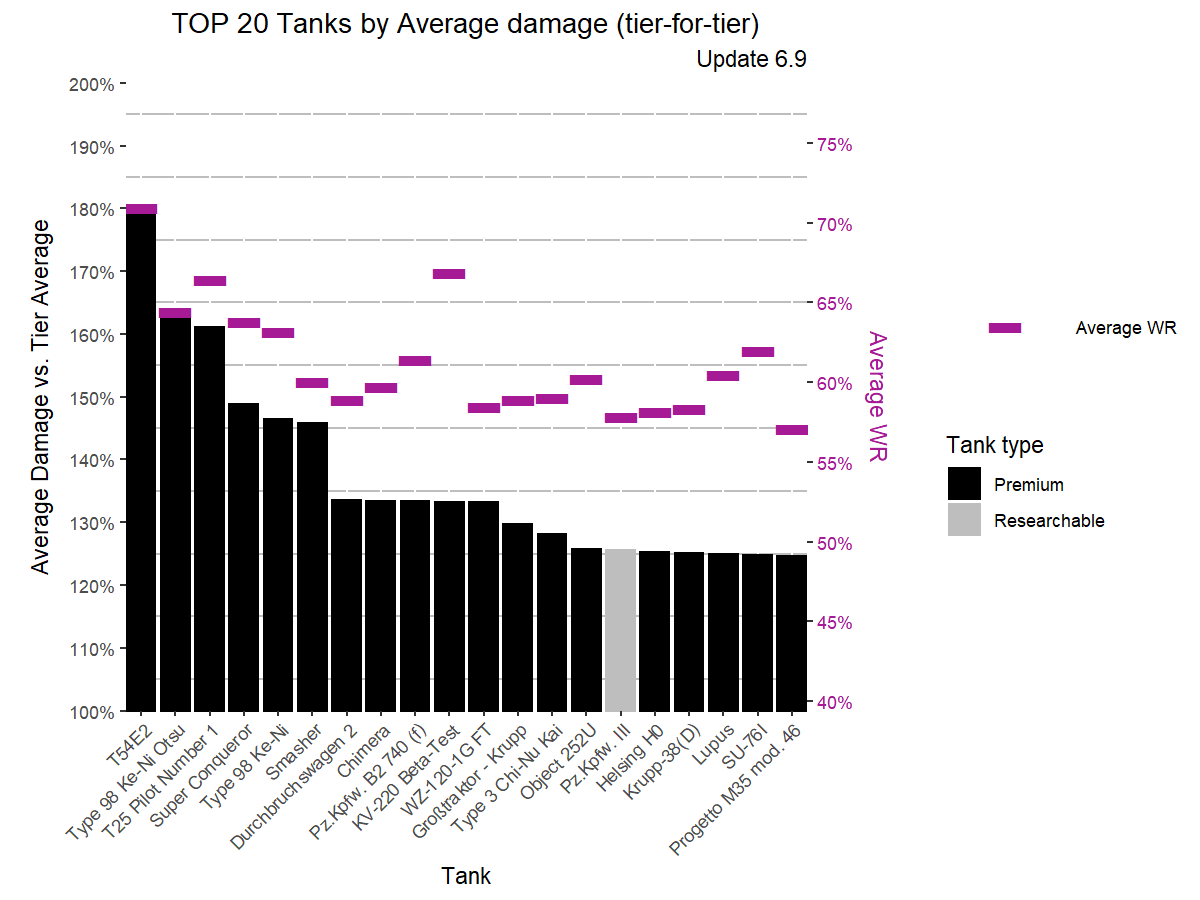 TOP 20 Tanks by Average damage (tier-for-tier)
Update 6.9
Average Damage vs. Tier Average
200%
190%
180%
170%
160%
150%
140%
130%
120%
110%
100%
75%
70%
65%
60%
55%
50%
45%
40%
Average WR
T54E2
Type 98 Ke-Ni Otsu
T25 Pilot Number 1
Super Conqueror
Type 98 Ke-Ni
Smasher
Durchbruchswagen 2
Chimera
Pz.Kpfw. B2 740 (f)
KV-220 Beta-Test
WZ-120-1G FT
Großtraktor - Krupp
Type 3 Chi-Nu Kai
Object 252U
Pz.Kpfw. III
Helsing H0
Krupp-38(D)
Lupus
SU-76I
Progetto M35 mod. 46
Tank
Average WR
Tank type
Premium
Researchable